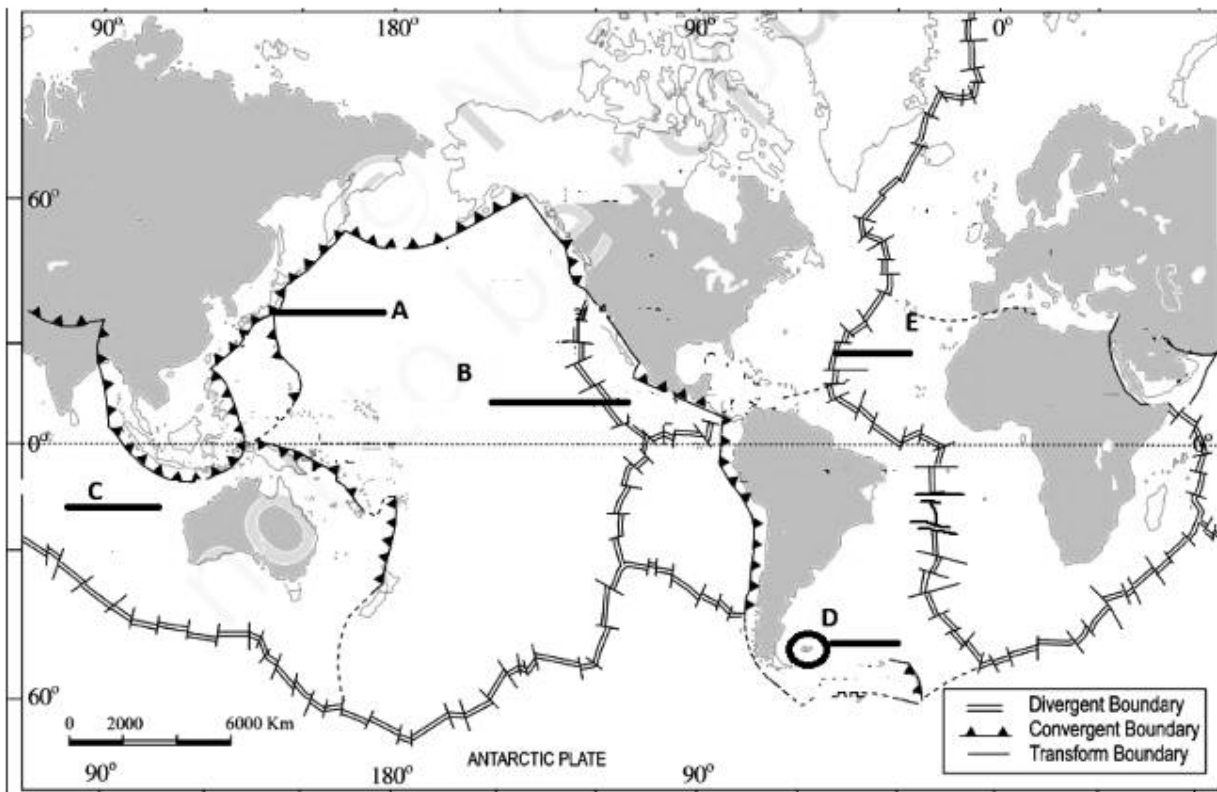 90° 180° 90° 0°
60°
A
E
B
0° 0°
C
D
60°
0 2000 6000 Km
Divergent Boundary
Convergent Boundary
Transform Boundary
ANTARCTIC PLATE
90° 180° 90°